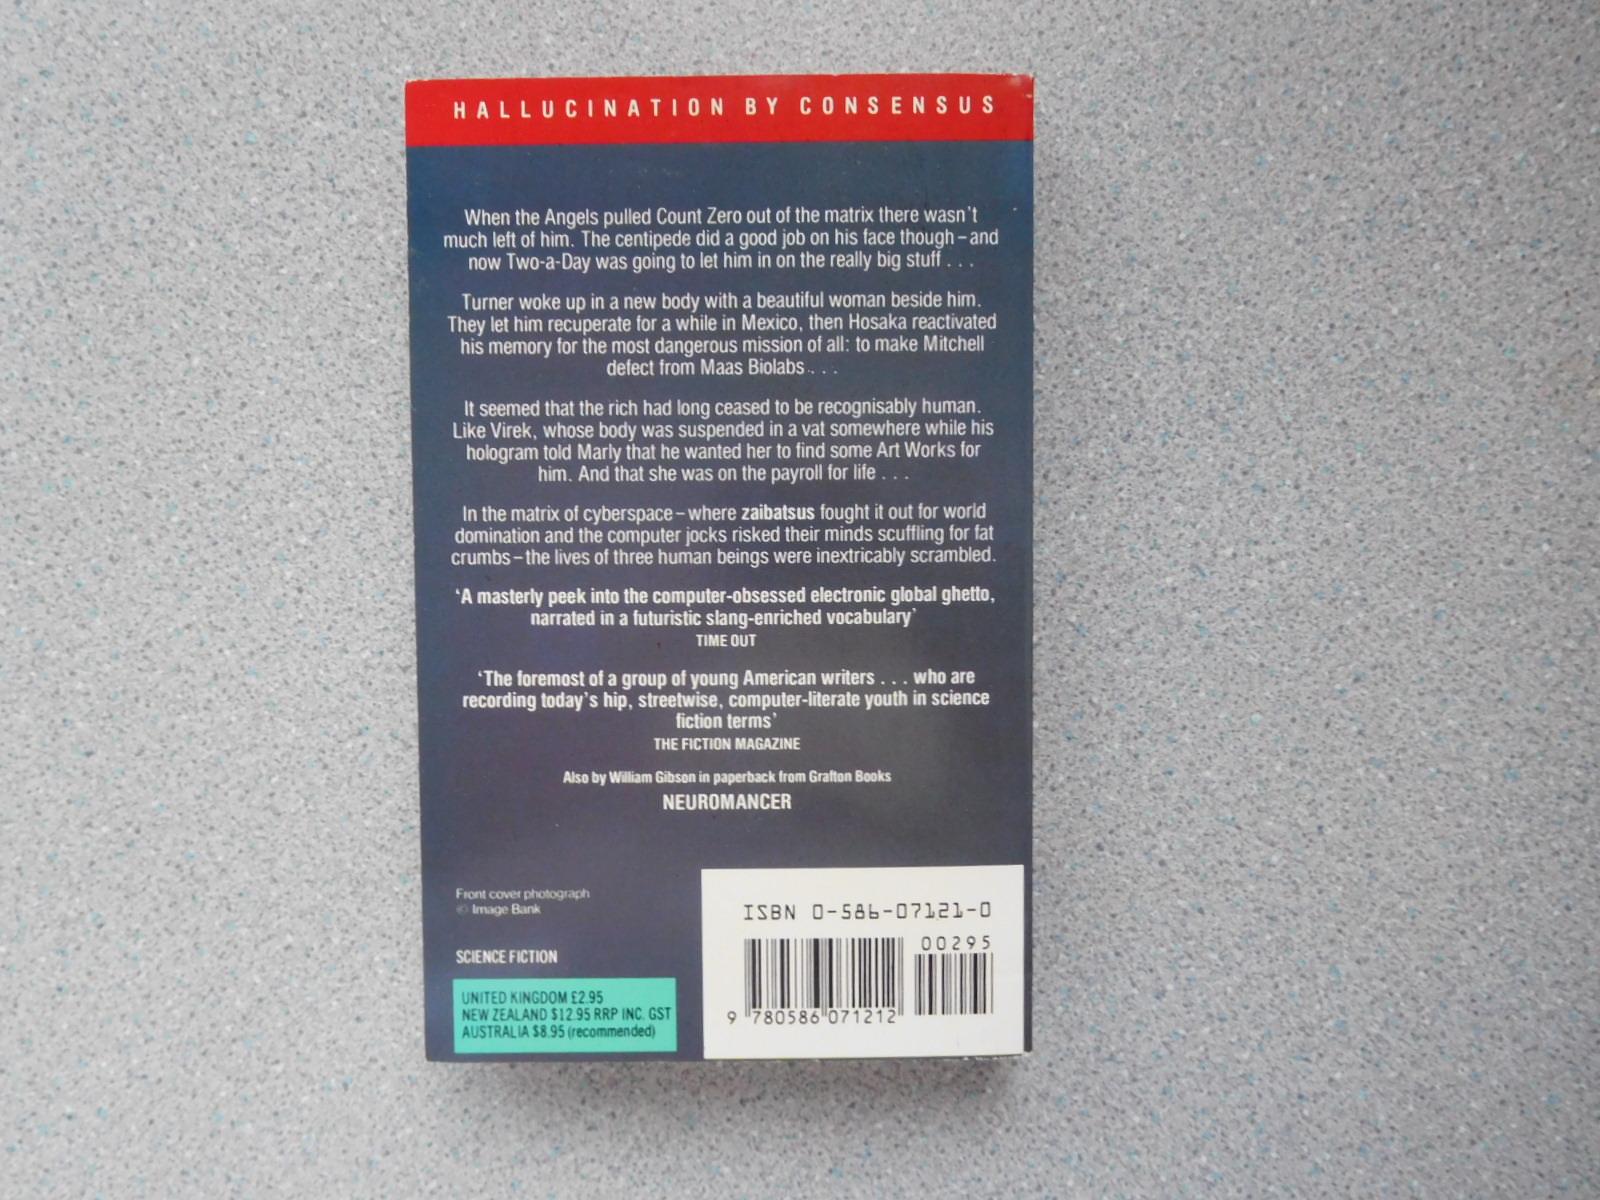 HALLUCINATION BY CONSENSUS
When the Angels pulled Count Zero out of the matrix there wasn't
much left of him. The centipede did a good job on his face though – and
now Two-a-Day was going to let him in on the really big stuff . . .
Turner woke up in a new body with a beautiful woman beside him.
They let him recuperate for a while in Mexico, then Hosaka reactivated
his memory for the most dangerous mission of all: to make Mitchell
defect from Maas Biolabs . . .
It seemed that the rich had long ceased to be recognisably human.
Like Virek, whose body was suspended in a vat somewhere while his
hologram told Marly that he wanted her to find some Art Works for
him. And that she was on the payroll for life . . .
In the matrix of cyberspace – where zaibatsus fought it out for world
domination and the computer jocks risked their minds scuffling for fat
crumbs – the lives of three human beings were inextricably scrambled.
'A masterly peek into the computer-obsessed electronic global ghetto,
narrated in a futuristic slang-enriched vocabulary'
TIME OUT
'The foremost of a group of young American writers . . . who are
recording today's hip, streetwise, computer-literate youth in science
fiction terms'
THE FICTION MAGAZINE
Also by William Gibson in paperback from Grafton Books
NEUROMANCER
Front cover photograph
© Image Bank
SCIENCE FICTION
UNITED KINGDOM £2.95
NEW ZEALAND $12.95 RRP INC. GST
AUSTRALIA $8.95 (recommended)
ISBN 0-586-07121-0
00295
9 780586 071212